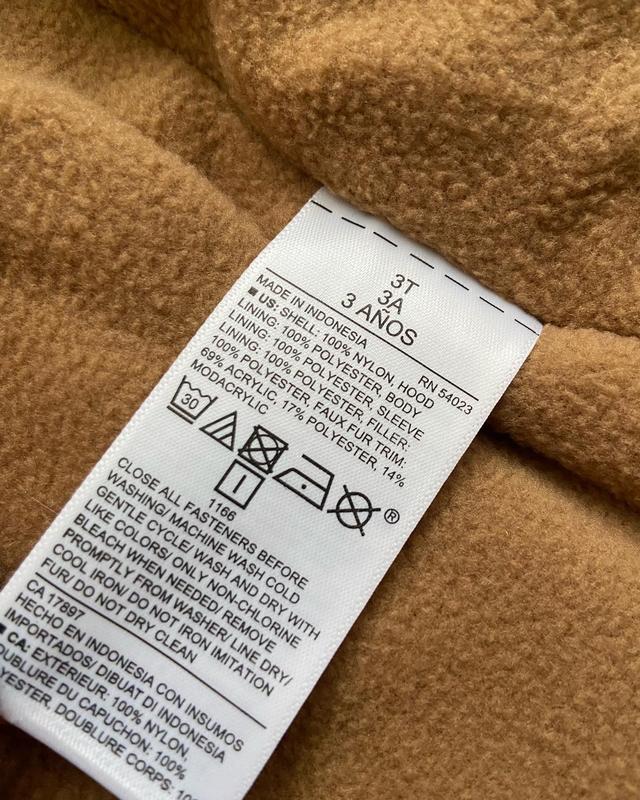 3T
3A
3 AÑOS
MADE IN INDONESIA RN 54023
US: SHELL: 100% NYLON, HOOD
LINING: 100% POLYESTER, BODY
LINING: 100% POLYESTER, SLEEVE
LINING: 100% POLYESTER, FILLER:
100% POLYESTER, FAUX FUR TRIM:
69% ACRYLIC, 17% POLYESTER, 14%
MODACRYLIC
30
®
1166
CLOSE ALL FASTENERS BEFORE
WASHING/ MACHINE WASH COLD
GENTLE CYCLE/ WASH AND DRY WITH
LIKE COLORS/ ONLY NON-CHLORINE
BLEACH WHEN NEEDED/ REMOVE
PROMPTLY FROM WASHER/ LINE DRY/
COOL IRON/ DO NOT IRON IMITATION
FUR/ DO NOT DRY CLEAN
CA 17897
HECHO EN INDONESIA CON INSUMOS
IMPORTADOS/ DIBUAT DI INDONESIA
CA: EXTÉRIEUR: 100% NYLON,
DOUBLURE DU CAPUCHON: 100%
YESTER, DOUBLURE CORPS: 100